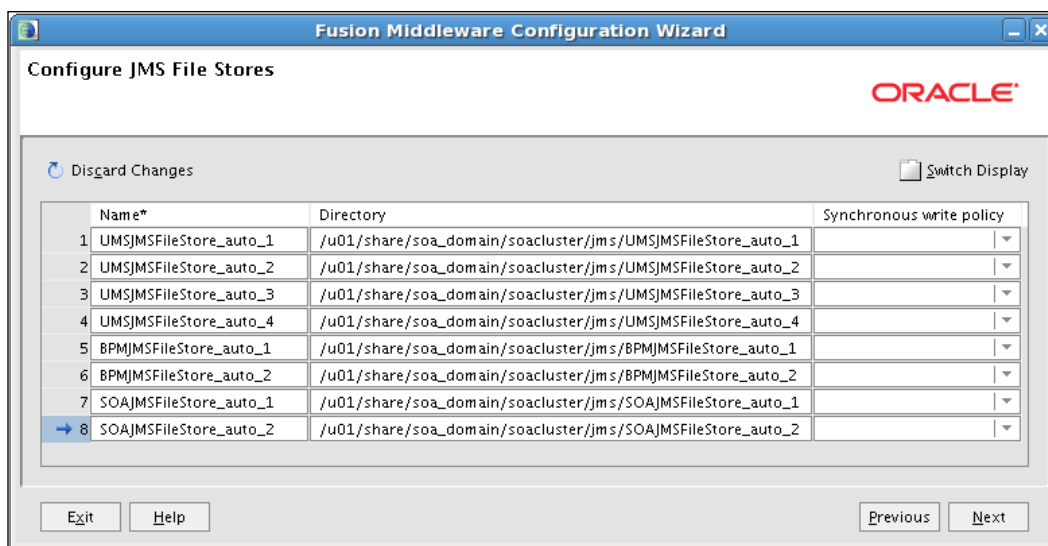 Fusion Middleware Configuration Wizard
Configure JMS File Stores
ORACLE
Discard Changes Switch Display
Name* Directory Synchronous write policy
1 UMSJMSFileStore_auto_1 /u01/share/soa_domain/soacluster/jms/UMSJMSFileStore_auto_1
2 UMSJMSFileStore_auto_2 /u01/share/soa_domain/soacluster/jms/UMSJMSFileStore_auto_2
3 UMSJMSFileStore_auto_3 /u01/share/soa_domain/soacluster/jms/UMSJMSFileStore_auto_3
4 UMSJMSFileStore_auto_4 /u01/share/soa_domain/soacluster/jms/UMSJMSFileStore_auto_4
5 BPMJMSFileStore_auto_1 /u01/share/soa_domain/soacluster/jms/BPMJMSFileStore_auto_1
6 BPMJMSFileStore_auto_2 /u01/share/soa_domain/soacluster/jms/BPMJMSFileStore_auto_2
7 SOAJMSFileStore_auto_1 /u01/share/soa_domain/soacluster/jms/SOAJMSFileStore_auto_1
8 SOAJMSFileStore_auto_2 /u01/share/soa_domain/soacluster/jms/SOAJMSFileStore_auto_2
Exit Help Previous Next